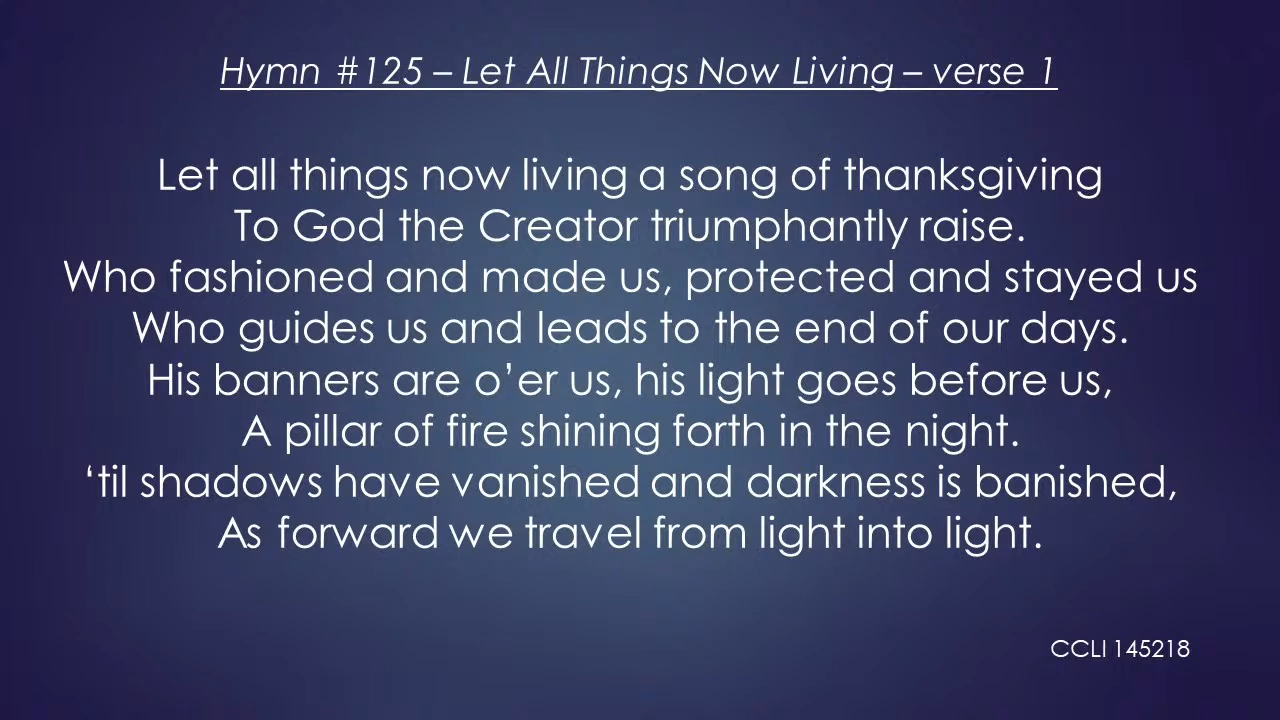 Hymn #125 – Let All Things Now Living – verse 1
Let all things now living a song of thanksgiving
To God the Creator triumphantly raise.
Who fashioned and made us, protected and stayed us
Who guides us and leads to the end of our days.
His banners are o’er us, his light goes before us,
A pillar of fire shining forth in the night.
‘til shadows have vanished and darkness is banished,
As forward we travel from light into light.
CCLI 145218